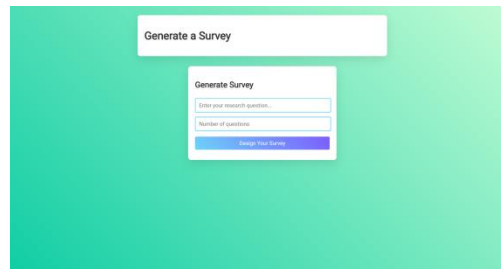 Generate a Survey
Generate Survey
Enter your research question...
Number of questions
Design Your Survey